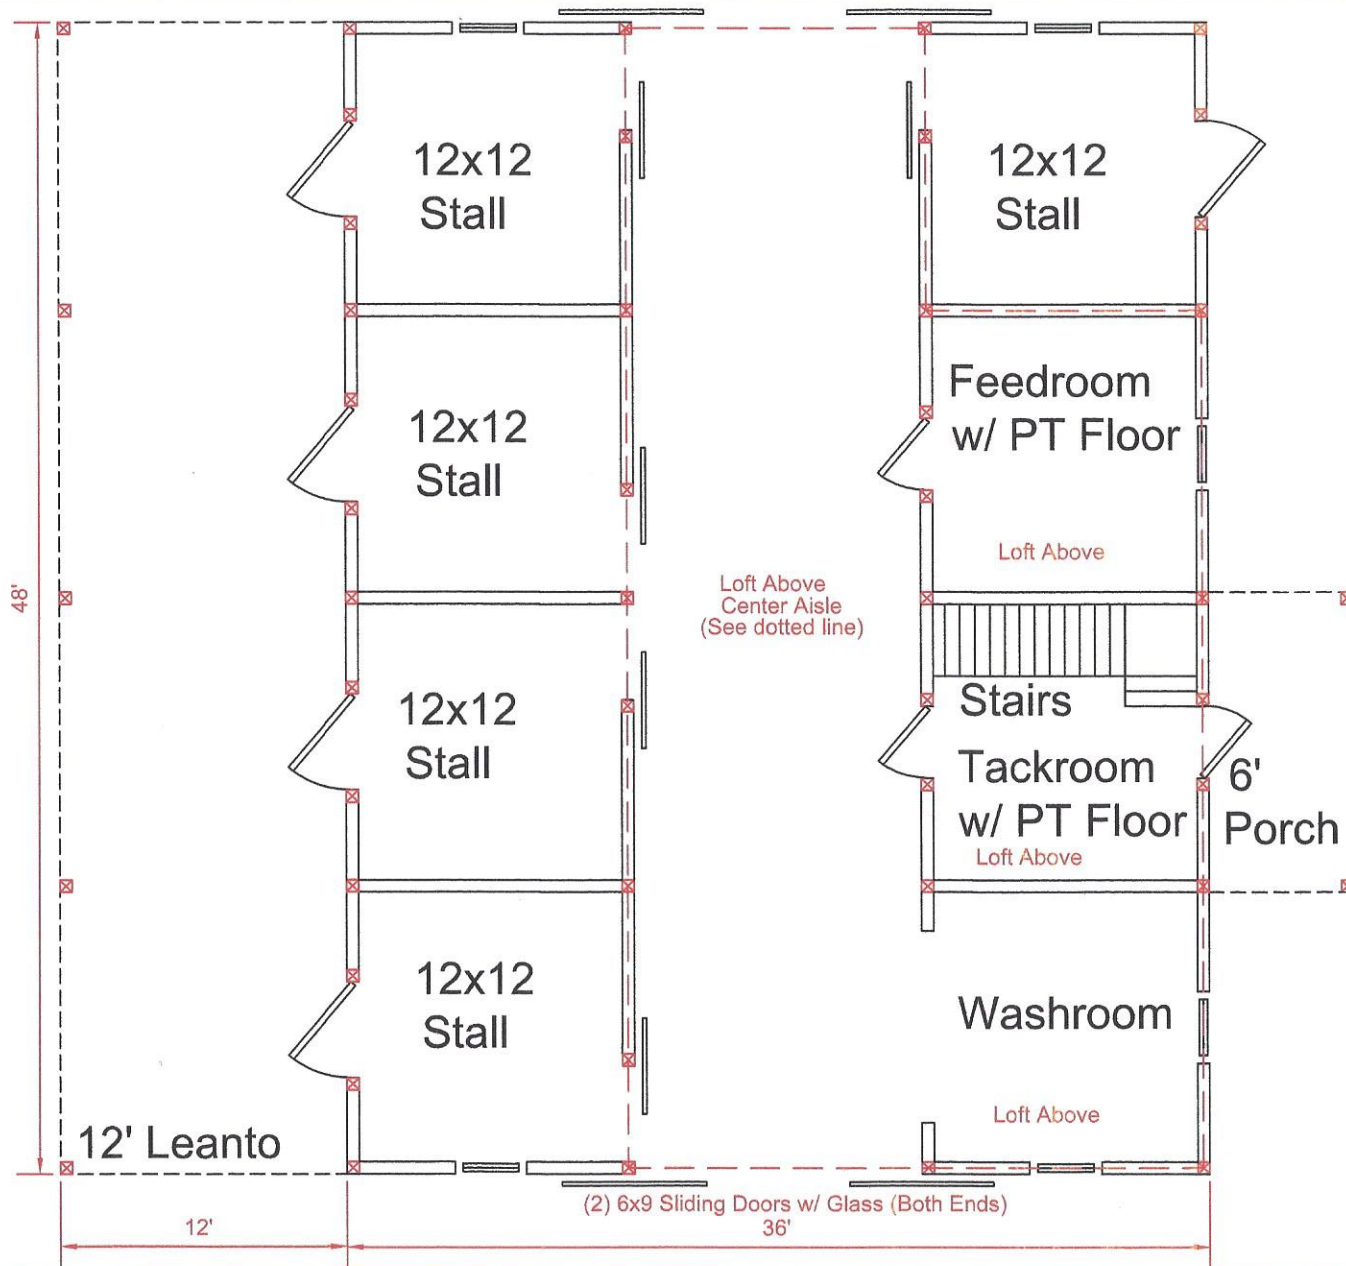 12x12
Stall
12x12
Stall
12x12
Stall
Feedroom
w/ PT Floor
Loft Above
48'
Loft Above
Center Aisle
(See dotted line)
12x12
Stall
Stairs
Tackroom
w/ PT Floor
Loft Above
6'
Porch
12x12
Stall
Washroom
Loft Above
12' Leanto
(2) 6x9 Sliding Doors w/ Glass (Both Ends)
12'
36'